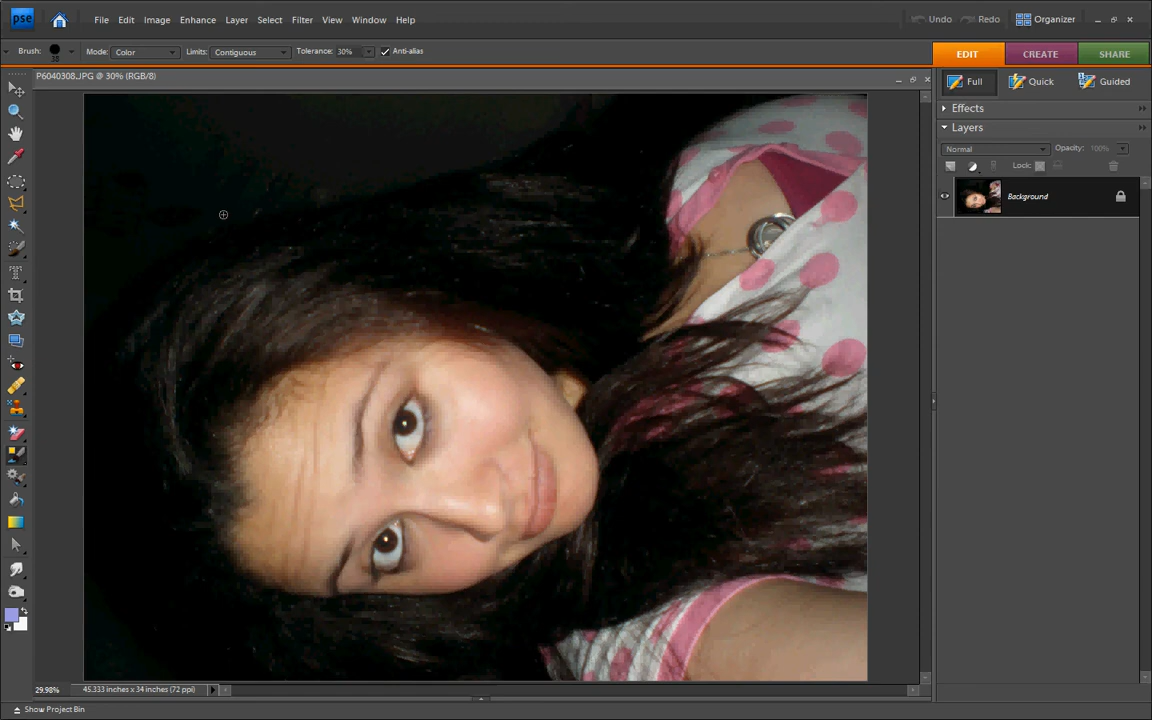 pse File Edit Image Enhance Layer Select Filter View Window Help Undo Redo Organizer
Brush: 38 Mode: Color Limits: Contiguous Tolerance: 30% Anti-alias EDIT CREATE SHARE
P6040308.JPG @ 30% (RGB/8)
Full Quick Guided
Effects
Layers
Normal Opacity: 100%
Lock:
Background
29.98% 45.333 inches x 34 inches (72 ppi)
Show Project Bin